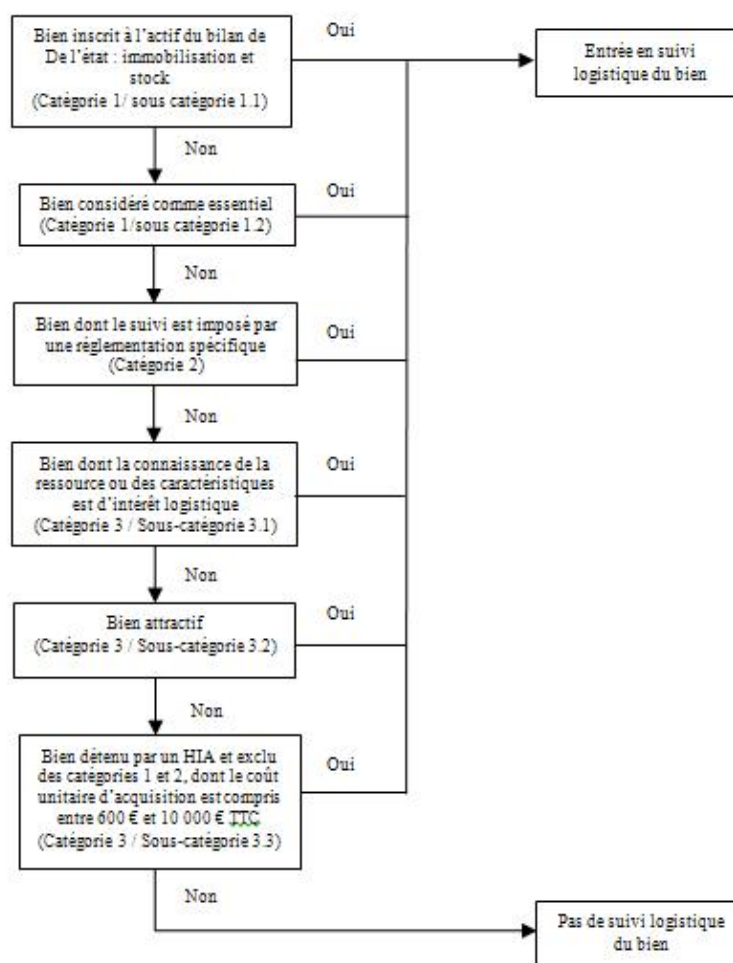 Bien inscrit à l'actif du bilan de
De l'état : immobilisation et
stock
(Catégorie 1/ sous catégorie 1.1)
Oui
Entrée en suivi
logistique du bien
Non
Bien considéré comme essentiel
(Catégorie 1/sous catégorie 1.2)
Oui
Non
Bien dont le suivi est imposé par
une réglementation spécifique
(Catégorie 2)
Oui
Non
Bien dont la connaissance de la
ressource ou des caractéristiques
est d'intérêt logistique
(Catégorie 3 / Sous-catégorie 3.1)
Oui
Non
Bien attractif
(Catégorie 3 / Sous-catégorie 3.2)
Oui
Non
Bien détenu par un HIA et exclu
des catégories 1 et 2, dont le coût
unitaire d'acquisition est compris
entre 600 € et 10 000 € TTC
(Catégorie 3 / Sous-catégorie 3.3)
Oui
Non
Pas de suivi logistique
du bien